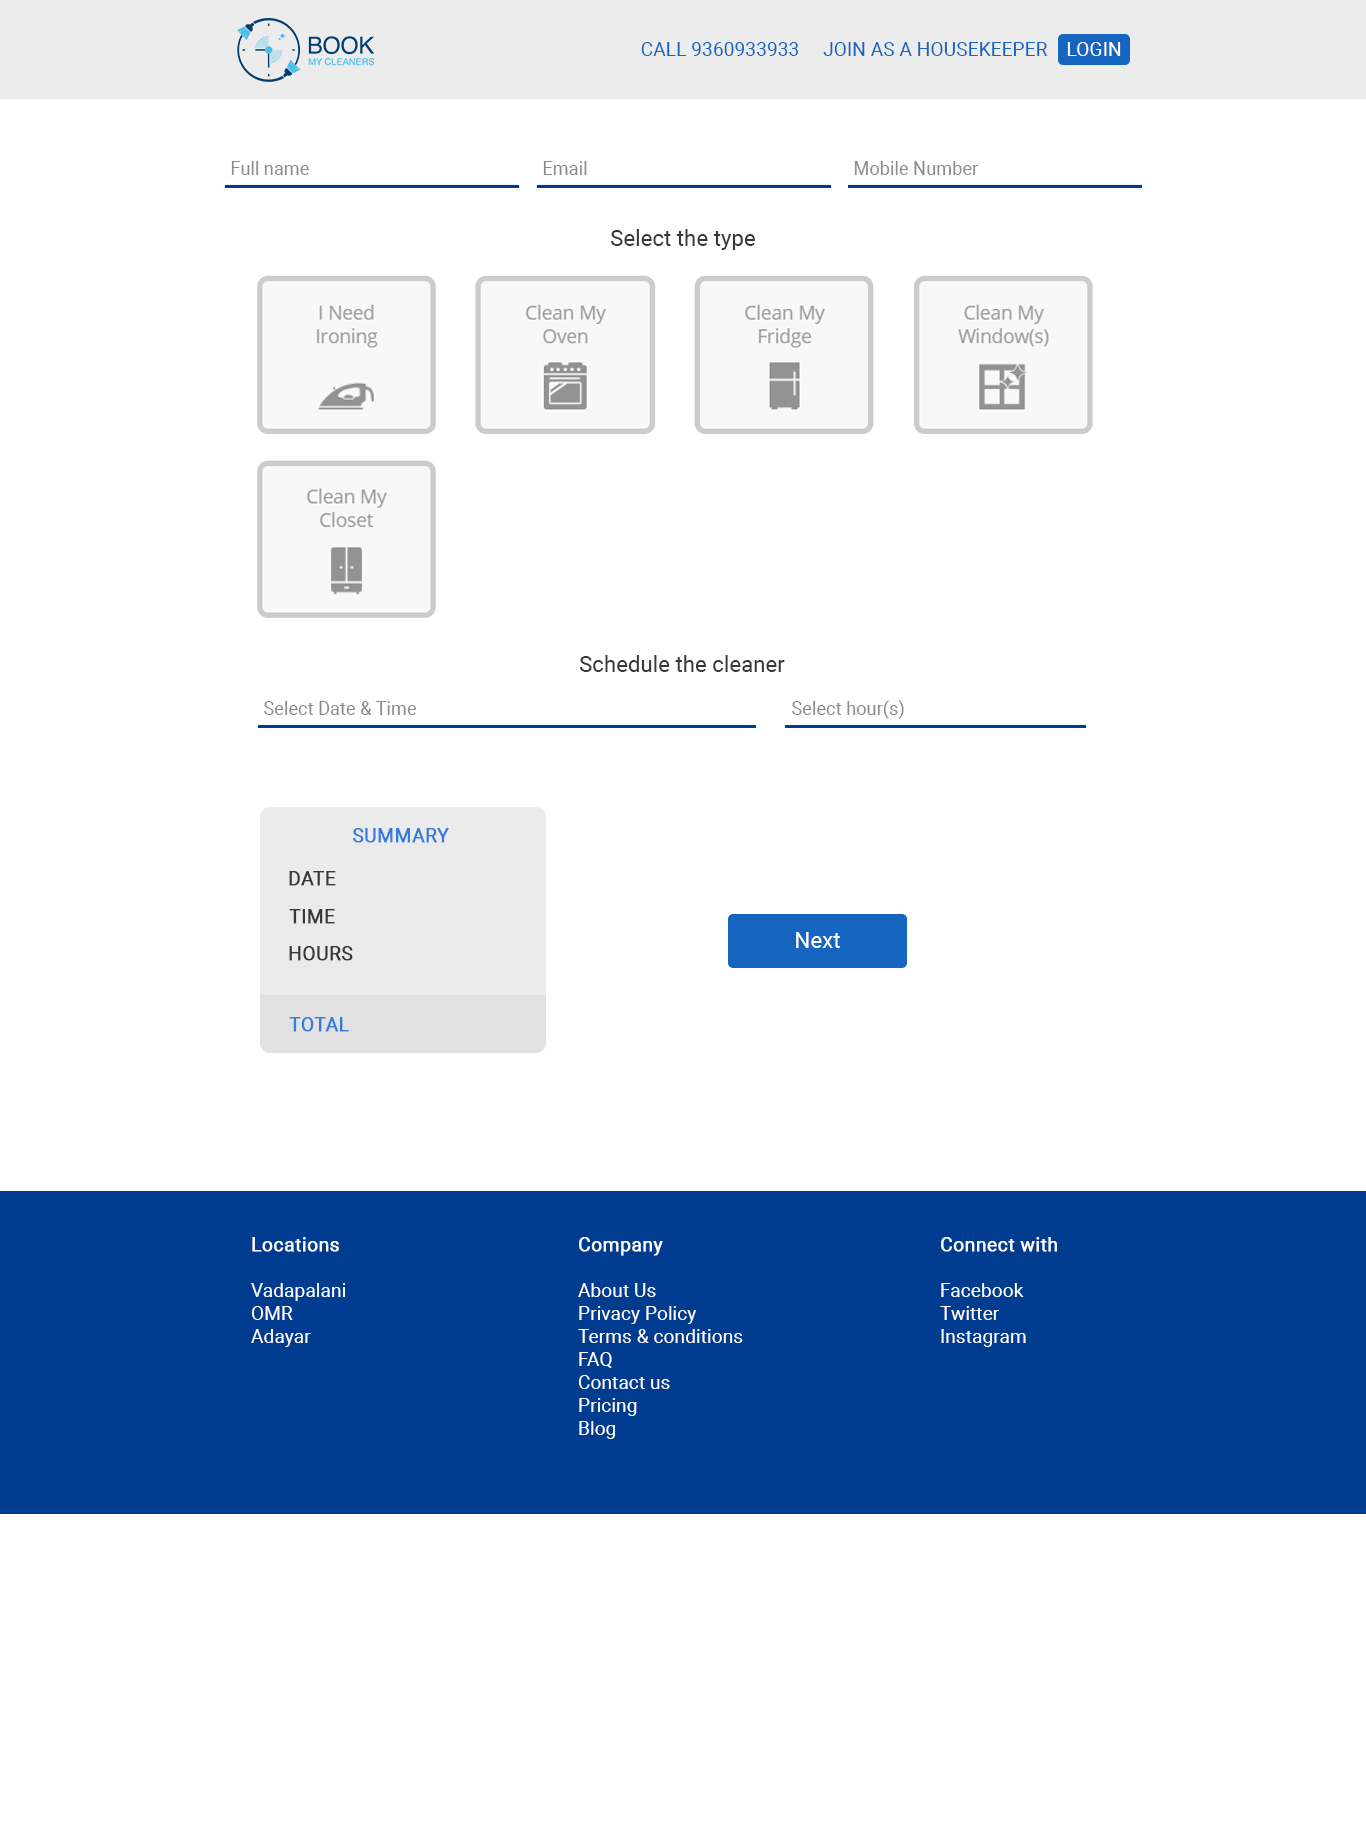 BOOK
MY CLEANERS
CALL 9360933933 JOIN AS A HOUSEKEEPER LOGIN
Full name Email Mobile Number
Select the type
I Need
Ironing
Clean My
Oven
Clean My
Fridge
Clean My
Window(s)
Clean My
Closet
Schedule the cleaner
Select Date & Time Select hour(s)
SUMMARY
DATE
TIME
HOURS
TOTAL
Next
Locations
Vadapalani
OMR
Adayar
Company
About Us
Privacy Policy
Terms & conditions
FAQ
Contact us
Pricing
Blog
Connect with
Facebook
Twitter
Instagram